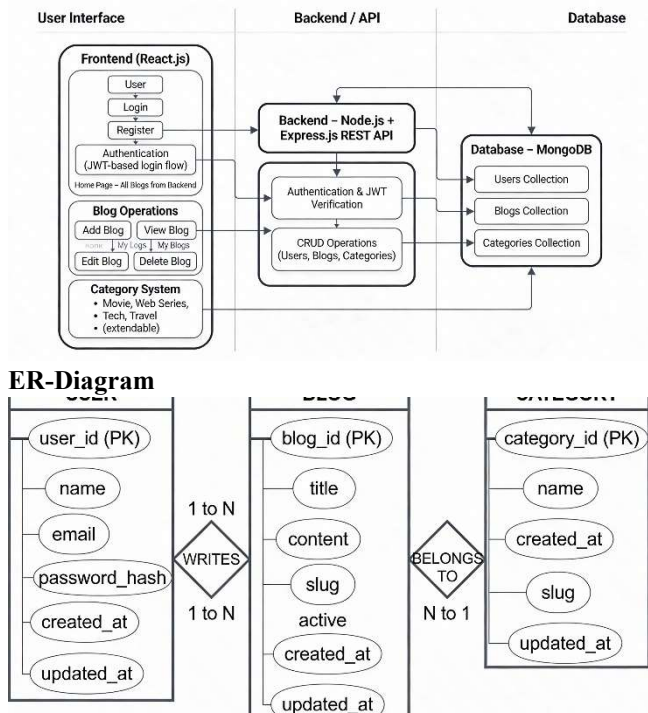 User Interface
Backend / API
Database
Frontend (React.js)
User
Login
Register
Authentication
(JWT-based login flow)
Home Page – All Blogs from Backend
Blog Operations
Add Blog
View Blog
My Logs
My Blogs
Edit Blog
Delete Blog
Category System
• Movie, Web Series,
• Tech, Travel
• (extendable)
Backend – Node.js +
Express.js REST API
Authentication & JWT
Verification
CRUD Operations
(Users, Blogs, Categories)
Database – MongoDB
Users Collection
Blogs Collection
Categories Collection
ER-Diagram
USER
user_id (PK)
name
email
password_hash
created_at
updated_at
1 to N
WRITES
1 to N
BLOG
blog_id (PK)
title
content
slug
active
created_at
updated_at
BELONGS
TO
N to 1
CATEGORY
category_id (PK)
name
created_at
slug
updated_at